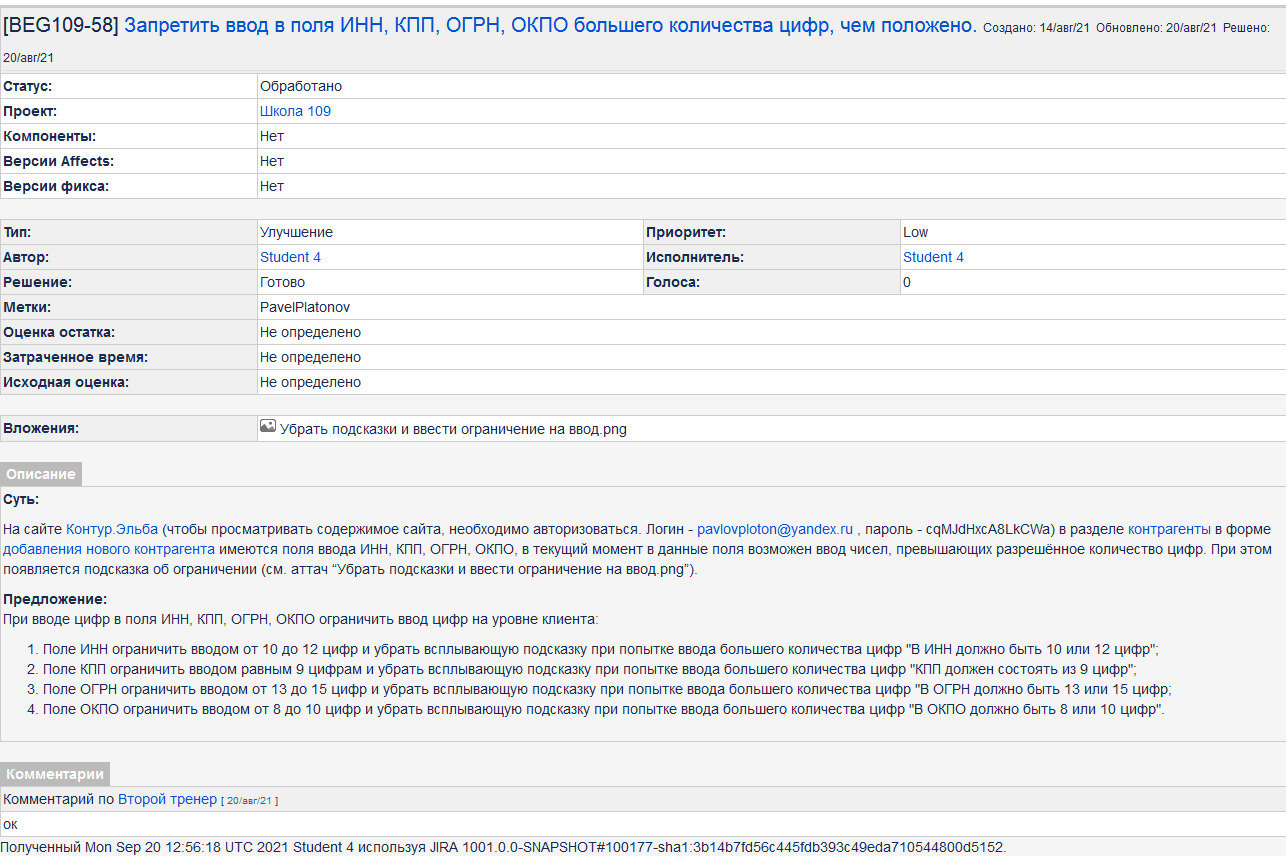 [BEG109-58] Запретить ввод в поля ИНН, КПП, ОГРН, ОКПО большего количества цифр, чем положено. Создано: 14/авг/21 Обновлено: 20/авг/21 Решено:
20/авг/21
Статус: Обработано
Проект: Школа 109
Компоненты: Нет
Версии Affects: Нет
Версии фикса: Нет
Тип: Улучшение Приоритет: Low
Автор: Student 4 Исполнитель: Student 4
Решение: Готово Голоса: 0
Метки: PavelPlatonov
Оценка остатка: Не определено
Затраченное время: Не определено
Исходная оценка: Не определено
Вложения: Убрать подсказки и ввести ограничение на ввод.png
Описание
Суть:
На сайте Контур.Эльба (чтобы просматривать содержимое сайта, необходимо авторизоваться. Логин - pavlovploton@yandex.ru , пароль - cqMJdHxcA8LkCWa) в разделе контрагенты в форме
добавления нового контрагента имеются поля ввода ИНН, КПП, ОГРН, ОКПО, в текущий момент в данные поля возможен ввод чисел, превышающих разрешённое количество цифр. При этом
появляется подсказка об ограничении (см. аттач “Убрать подсказки и ввести ограничение на ввод.png”).
Предложение:
При вводе цифр в поля ИНН, КПП, ОГРН, ОКПО ограничить ввод цифр на уровне клиента:
1. Поле ИНН ограничить вводом от 10 до 12 цифр и убрать всплывающую подсказку при попытке ввода большего количества цифр "В ИНН должно быть 10 или 12 цифр";
2. Поле КПП ограничить вводом равным 9 цифрам и убрать всплывающую подсказку при попытке ввода большего количества цифр "КПП должен состоять из 9 цифр";
3. Поле ОГРН ограничить вводом от 13 до 15 цифр и убрать всплывающую подсказку при попытке ввода большего количества цифр "В ОГРН должно быть 13 или 15 цифр;
4. Поле ОКПО ограничить вводом от 8 до 10 цифр и убрать всплывающую подсказку при попытке ввода большего количества цифр "В ОКПО должно быть 8 или 10 цифр".
Комментарии
Комментарий по Второй тренер [ 20/авг/21 ]
ок
Полученный Mon Sep 20 12:56:18 UTC 2021 Student 4 используя JIRA 1001.0.0-SNAPSHOT#100177-sha1:3b14b7fd56c445fdb393c49eda710544800d5152.